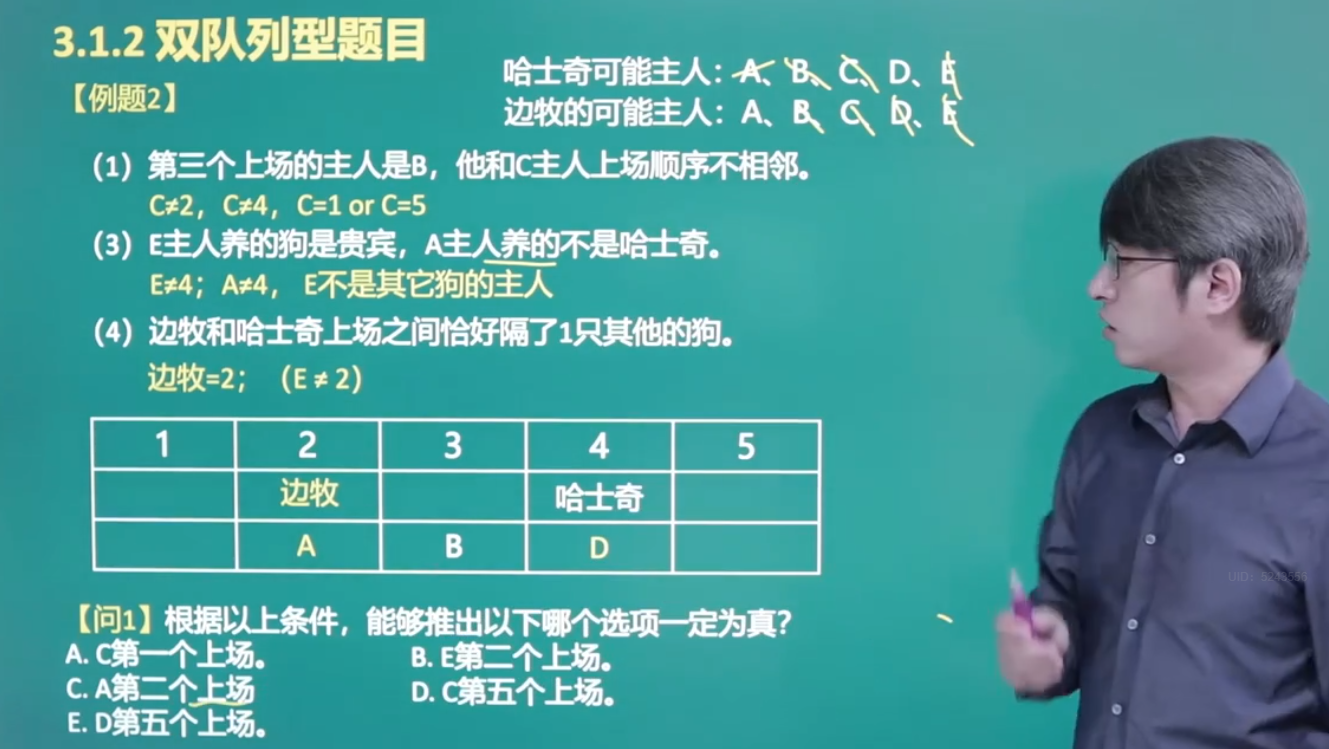 3.1.2 双队列型题目
【例题2】
哈士奇可能主人：A、B、C、D、E
边牧的可能主人：A、B、C、D、E
（1）第三个上场的主人是B，他和C主人上场顺序不相邻。
C≠2，C≠4，C=1 or C=5
（3）E主人养的狗是贵宾，A主人养的不是哈士奇。
E≠4；A≠4， E不是其它狗的主人
（4）边牧和哈士奇上场之间恰好隔了1只其他的狗。
边牧=2；（E ≠ 2）
1 2 3 4 5
边牧 哈士奇
A B D
【问1】根据以上条件，能够推出以下哪个选项一定为真？
A. C第一个上场。 B. E第二个上场。
C. A第二个上场 D. C第五个上场。
E. D第五个上场。
UID：5243555